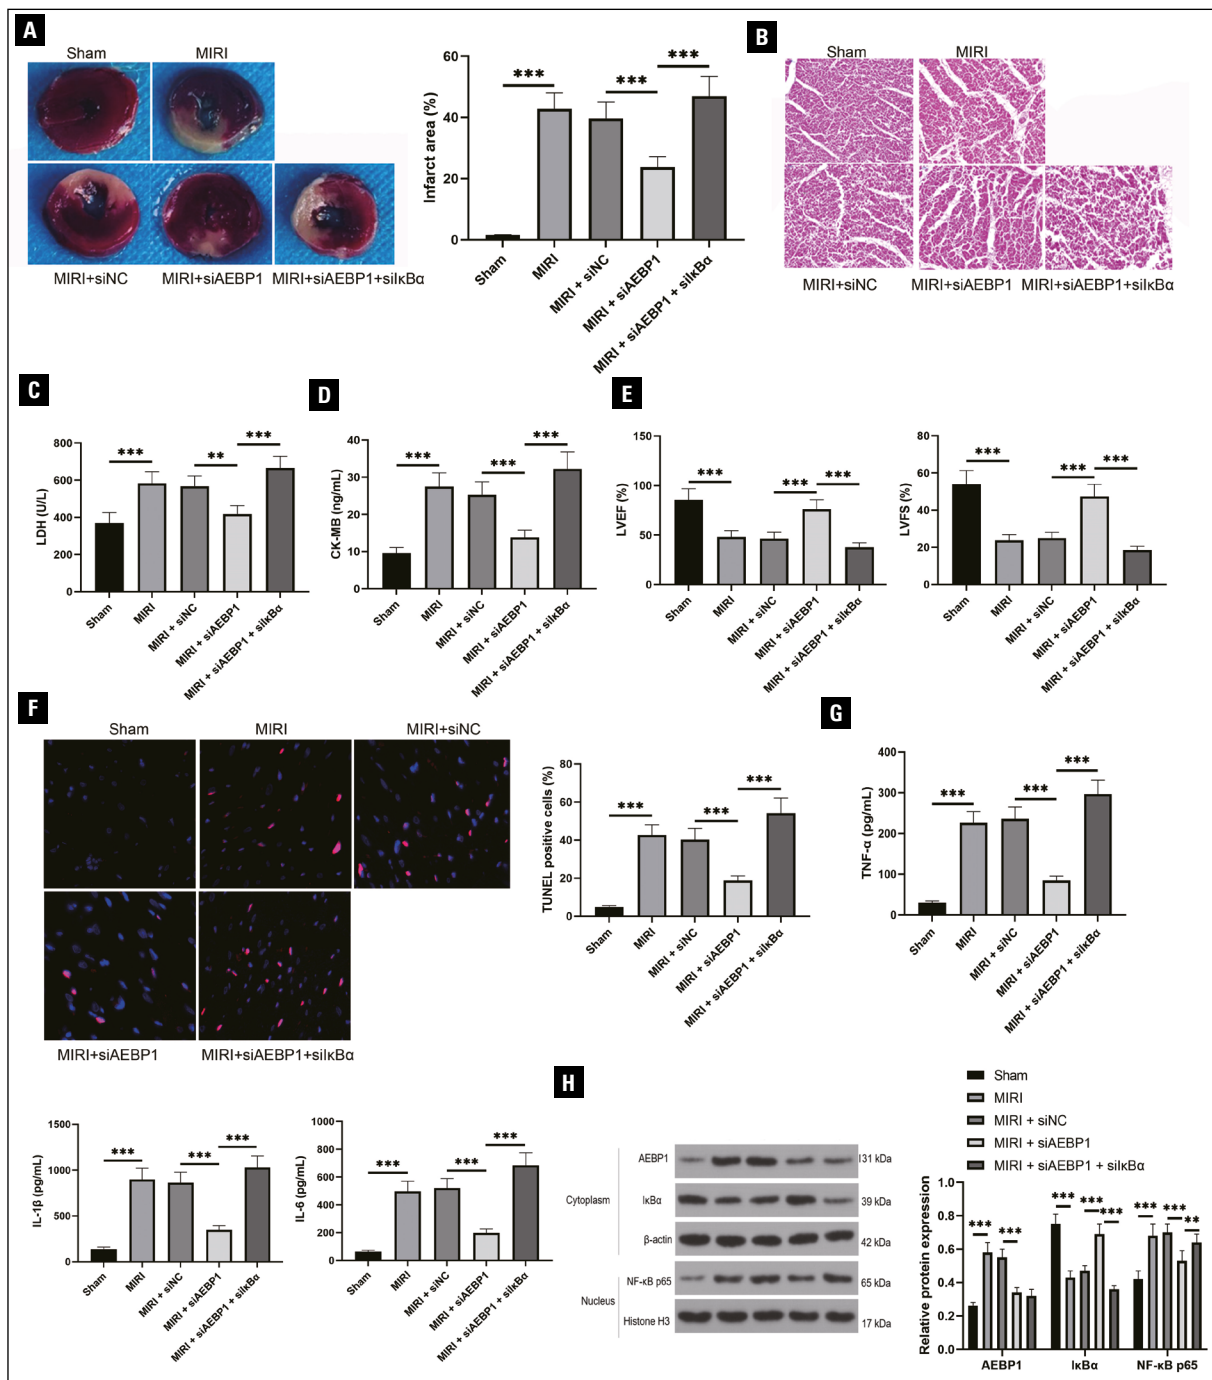 A
Sham
MIRI
MIRI+siNC
MIRI+siAEBP1
MIRI+siAEBP1+siIκBα
Infarct area (%)
60
40
20
0
***
***
***
Sham
MIRI
MIRI + siNC
MIRI + siAEBP1
MIRI + siAEBP1 + siIκBα
B
Sham
MIRI
MIRI+siNC
MIRI+siAEBP1
MIRI+siAEBP1+siIκBα
C
LDH (U/L)
800
600
400
200
0
***
**
***
Sham
MIRI
MIRI + siNC
MIRI + siAEBP1
MIRI + siAEBP1 + siIκBα
D
CK-MB (ng/mL)
40
30
20
10
0
***
***
***
Sham
MIRI
MIRI + siNC
MIRI + siAEBP1
MIRI + siAEBP1 + siIκBα
E
LVEF (%)
150
100
50
0
***
***
***
Sham
MIRI
MIRI + siNC
MIRI + siAEBP1
MIRI + siAEBP1 + siIκBα
LVFS (%)
80
60
40
20
0
***
***
***
Sham
MIRI
MIRI + siNC
MIRI + siAEBP1
MIRI + siAEBP1 + siIκBα
F
Sham
MIRI
MIRI+siNC
MIRI+siAEBP1
MIRI+siAEBP1+siIκBα
TUNEL positive cells (%)
80
60
40
20
0
***
***
***
Sham
MIRI
MIRI + siNC
MIRI + siAEBP1
MIRI + siAEBP1 + siIκBα
G
TNF-α (pg/mL)
400
300
200
100
0
***
***
***
Sham
MIRI
MIRI + siNC
MIRI + siAEBP1
MIRI + siAEBP1 + siIκBα
IL-1β (pg/mL)
1500
1000
500
0
***
***
***
Sham
MIRI
MIRI + siNC
MIRI + siAEBP1
MIRI + siAEBP1 + siIκBα
IL-6 (pg/mL)
1000
800
600
400
200
0
***
***
***
Sham
MIRI
MIRI + siNC
MIRI + siAEBP1
MIRI + siAEBP1 + siIκBα
H
Cytoplasm
Nucleus
AEBP1
131 kDa
IκBα
39 kDa
β-actin
42 kDa
NF-κB p65
65 kDa
Histone H3
17 kDa
Sham
MIRI
MIRI + siNC
MIRI + siAEBP1
MIRI + siAEBP1 + siIκBα
Relative protein expression
1.0
0.8
0.6
0.4
0.2
0.0
***
***
***
***
***
***
***
**
AEBP1
IκBα
NF-κB p65